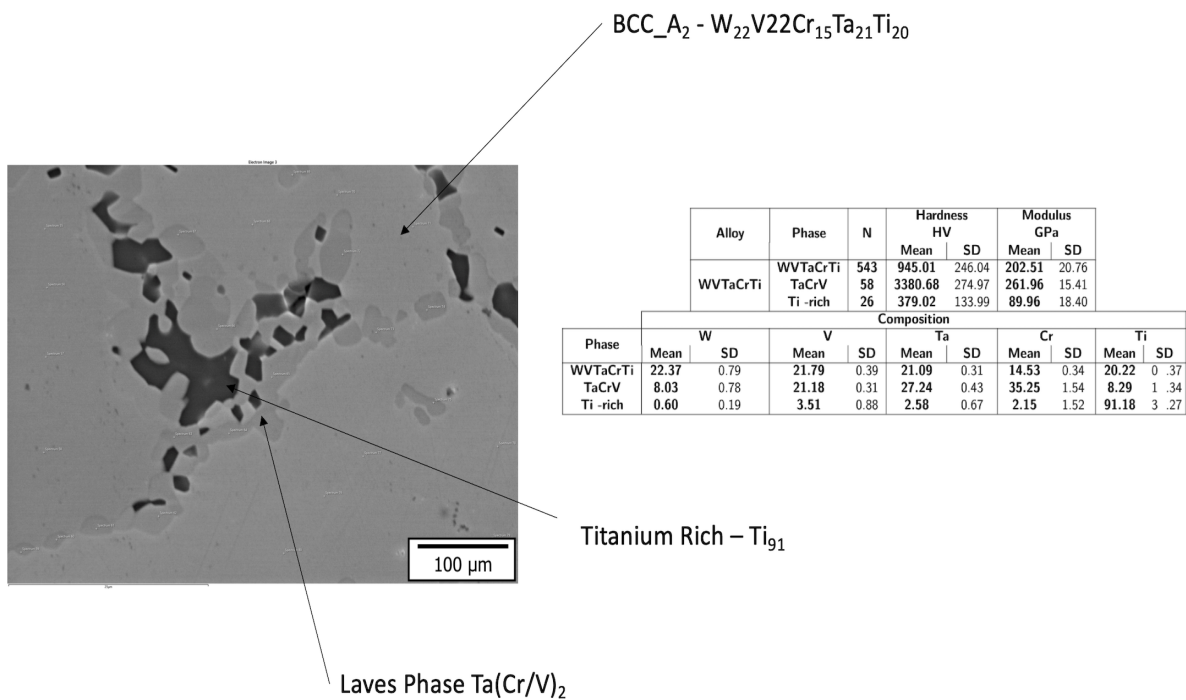 BCC_A2 - W22V22Cr15Ta21Ti20
Electron Image 3
100 µm
Titanium Rich – Ti91
Laves Phase Ta(Cr/V)2
Alloy Phase N Hardness HV Modulus GPa
Mean SD Mean SD
WVTaCrTi WVTaCrTi 543 945.01 246.04 202.51 20.76
TaCrV 58 3380.68 274.97 261.96 15.41
Ti -rich 26 379.02 133.99 89.96 18.40
Composition
Phase W V Ta Cr Ti
Mean SD Mean SD Mean SD Mean SD Mean SD
WVTaCrTi 22.37 0.79 21.79 0.39 21.09 0.31 14.53 0.34 20.22 0 .37
TaCrV 8.03 0.78 21.18 0.31 27.24 0.43 35.25 1.54 8.29 1 .34
Ti -rich 0.60 0.19 3.51 0.88 2.58 0.67 2.15 1.52 91.18 3 .27